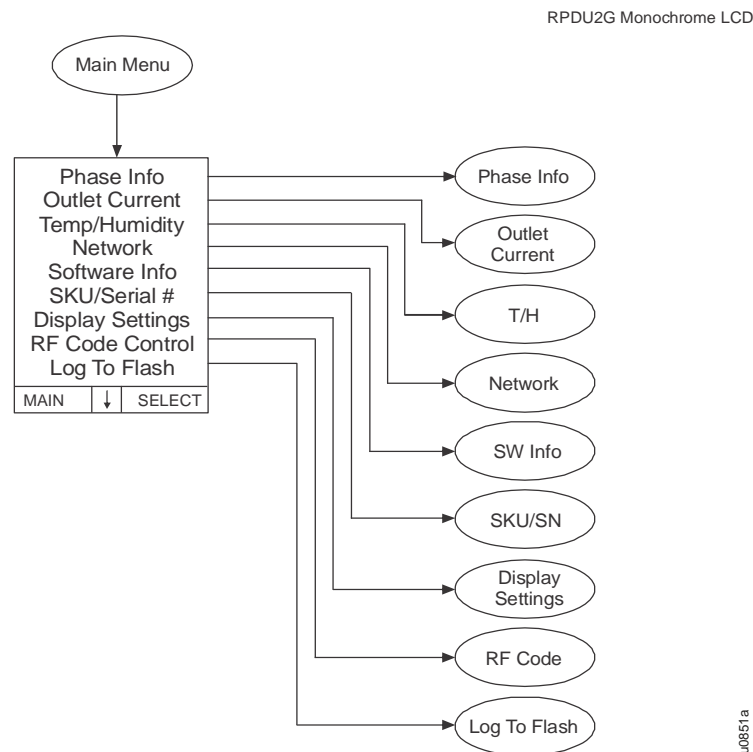 RPDU2G Monochrome LCD
Main Menu
Phase Info
Outlet Current
Temp/Humidity
Network
Software Info
SKU/Serial #
Display Settings
RF Code Control
Log To Flash
MAIN ↓ SELECT
Phase Info
Outlet
Current
T/H
Network
SW Info
SKU/SN
Display
Settings
RF Code
Log To Flash
u0851a